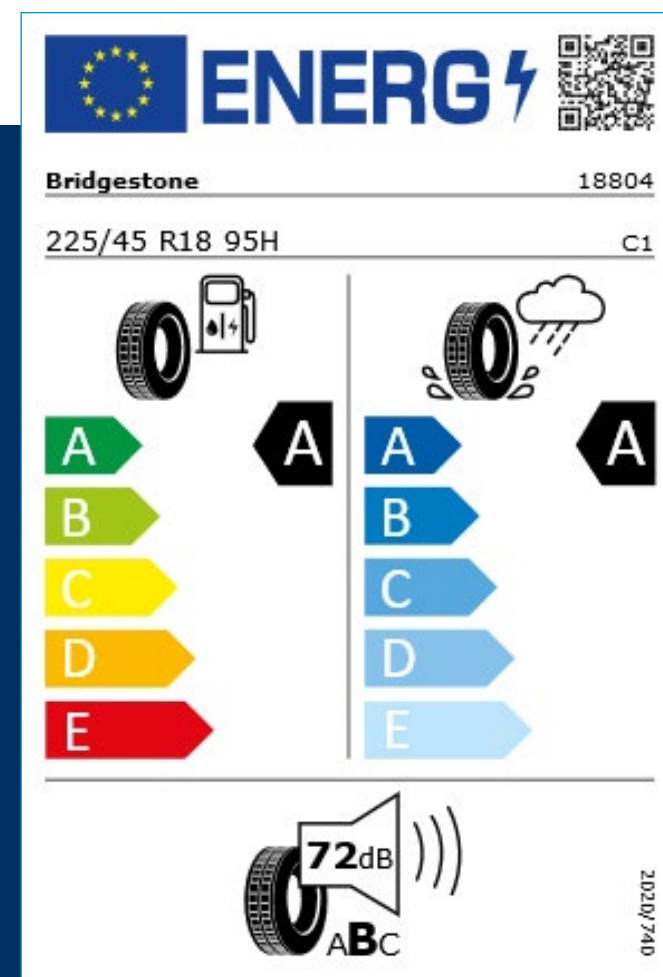 ENERG
Bridgestone 18804
225/45 R18 95H C1
A A A A
B B
C C
D D
E E
72dB
ABC
2020/740